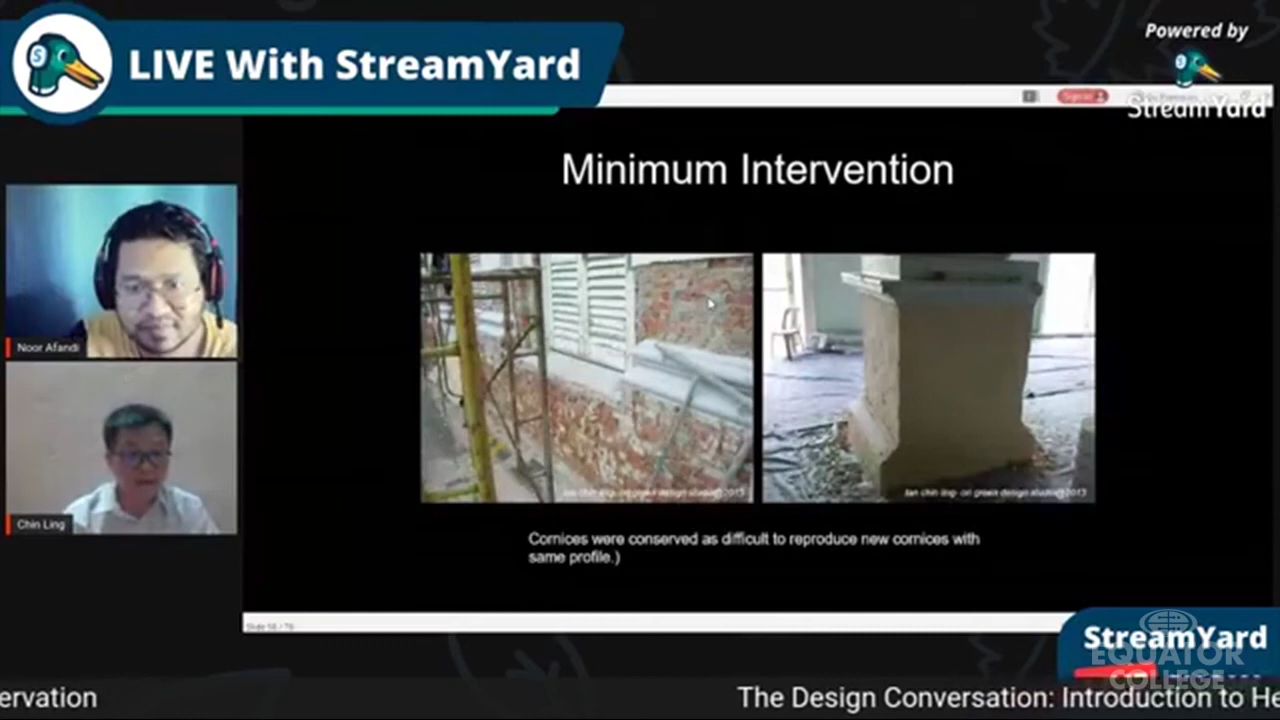 LIVE With StreamYard
Powered by
StreamYard
Minimum Intervention
Noor Afandi
Chin Ling
Cornices were conserved as difficult to reproduce new cornices with
same profile.)
StreamYard
EQUATOR
COLLEGE
ervation
The Design Conversation: Introduction to He